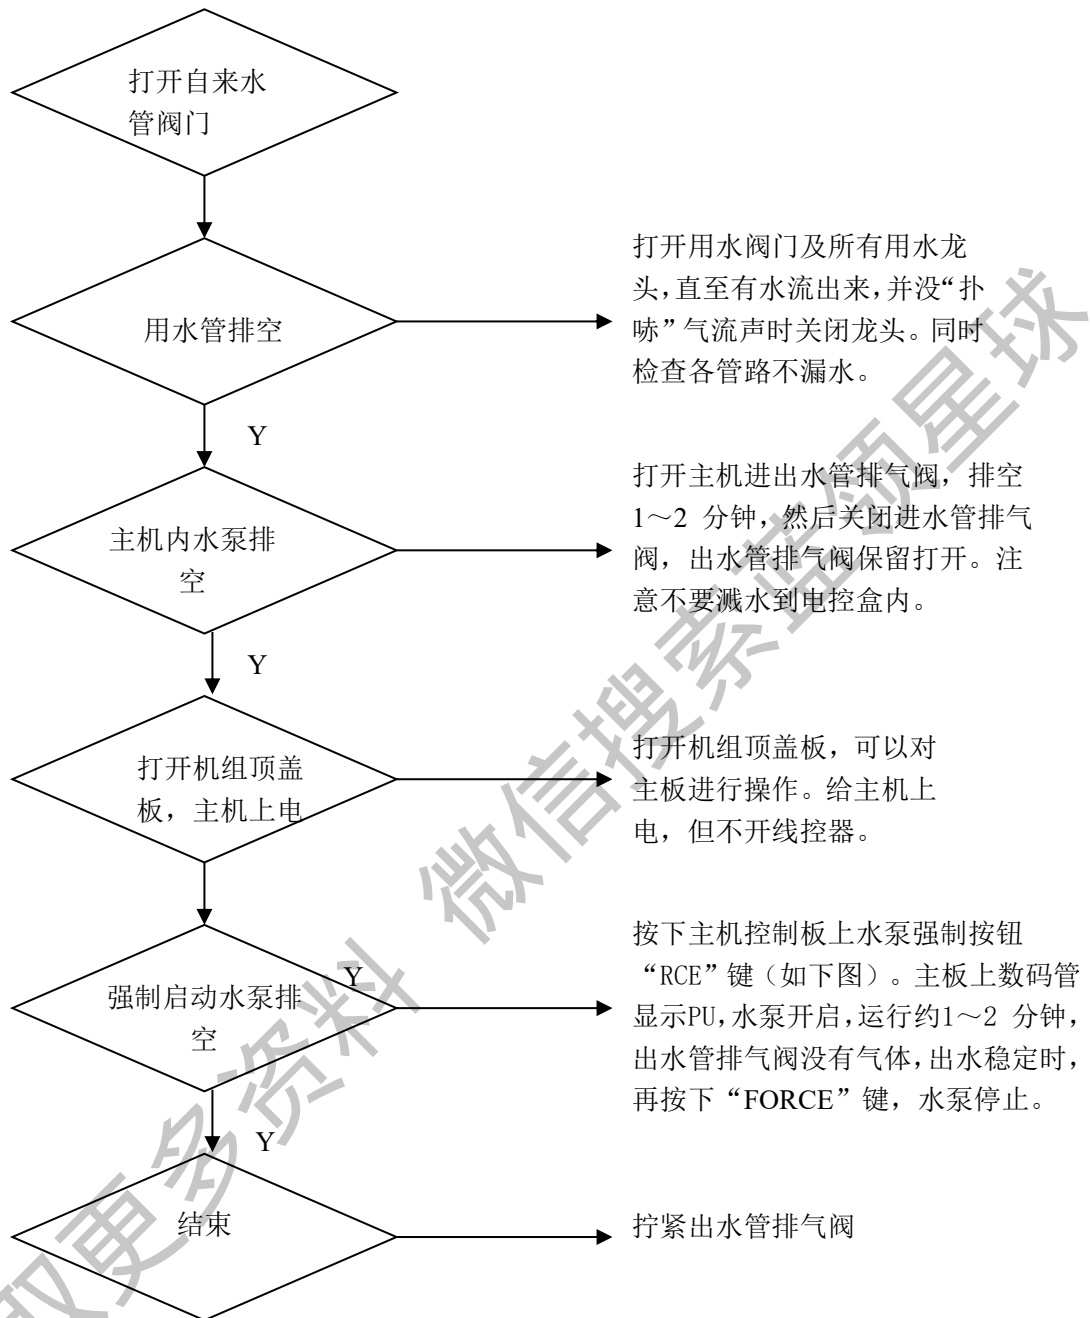 打开自来水
管阀门
用水管排空
打开用水阀门及所有用水龙
头，直至有水流出来，并没“扑
哧”气流声时关闭龙头。同时
检查各管路不漏水。
Y
主机内水泵排
空
打开主机进出水管排气阀，排空
1～2 分钟，然后关闭进水管排气
阀，出水管排气阀保留打开。注
意不要溅水到电控盒内。
Y
打开机组顶盖
板，主机上电
打开机组顶盖板，可以对
主板进行操作。给主机上
电，但不开线控器。
Y
强制启动水泵排
空
按下主机控制板上水泵强制按钮
“RCE”键（如下图）。主板上数码管
显示PU，水泵开启，运行约1～2 分钟，
出水管排气阀没有气体，出水稳定时，
再按下“FORCE”键，水泵停止。
Y
结束
拧紧出水管排气阀
取更多资料 微信搜索蓝领星球